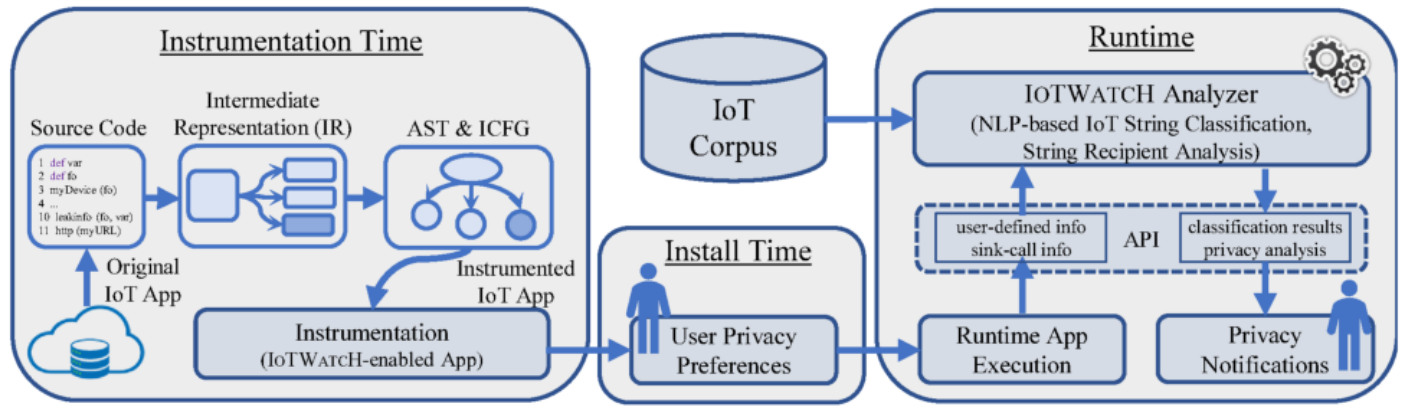 Instrumentation Time
Source Code
1 def var
2 def fo
3 myDevice (fo)
4 ...
10 leakinfo (fo, var)
11 http (myURL)
Intermediate
Representation (IR)
AST & ICFG
Original
IoT App
Instrumented
IoT App
Instrumentation
(IOTWATCH-enabled App)
Install Time
User Privacy
Preferences
IoT
Corpus
Runtime
IOTWATCH Analyzer
(NLP-based IoT String Classification,
String Recipient Analysis)
user-defined info
sink-call info
API
classification results
privacy analysis
Runtime App
Execution
Privacy
Notifications